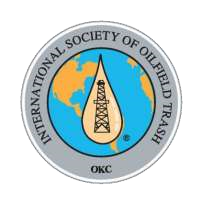 INTERNATIONAL SOCIETY OF OILFIELD TRASH
®
OKC